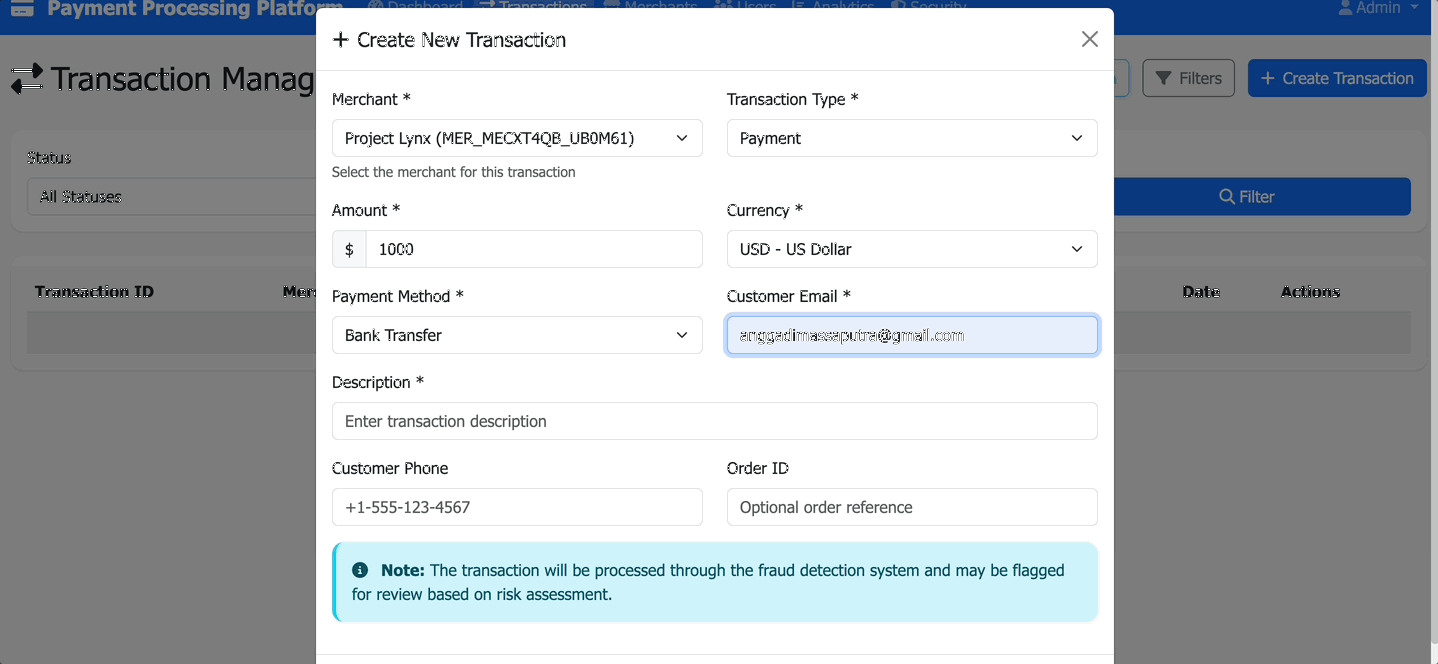 Payment Processing Platform Dashboard Transactions Merchants Users Analytics Security Admin
+ Create New Transaction
Transaction Manag
Filters
+ Create Transaction
Merchant *
Transaction Type *
Project Lynx (MER_MECXT4QB_UB0M61)
Payment
Select the merchant for this transaction
Status
All Statuses
Filter
Amount *
Currency *
$ 1000
USD - US Dollar
Transaction ID
Mer
Date
Actions
Payment Method *
Customer Email *
Bank Transfer
anggadimassaputra@gmail.com
Description *
Enter transaction description
Customer Phone
Order ID
+1-555-123-4567
Optional order reference
Note: The transaction will be processed through the fraud detection system and may be flagged
for review based on risk assessment.